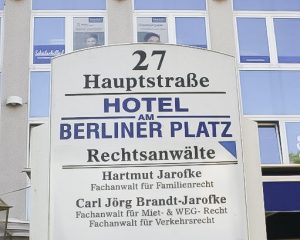 27
Hauptstraße
HOTEL
AM
BERLINER PLATZ
Rechtsanwälte
Hartmut Jarofke
Fachanwalt für Familienrecht
Carl Jörg Brandt-Jarofke
Fachanwalt für Miet- & WEG- Recht
Fachanwalt für Verkehrsrecht